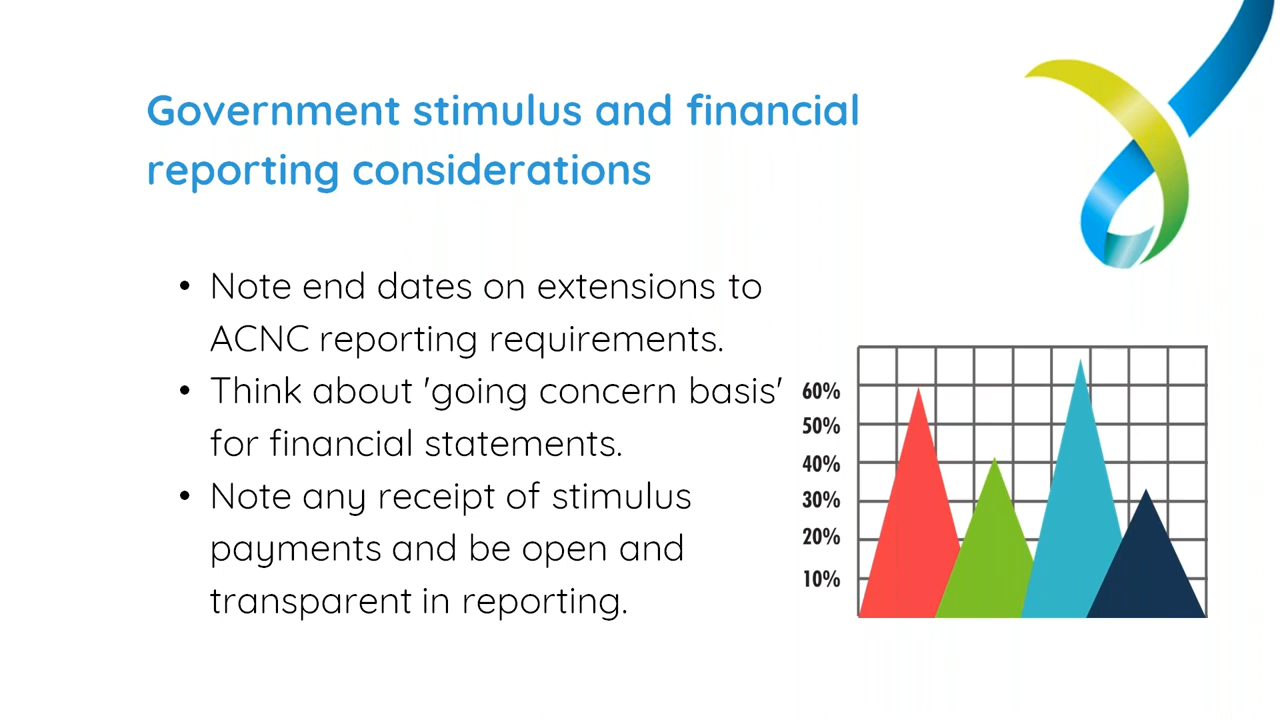 Government stimulus and financial
reporting considerations
• Note end dates on extensions to
ACNC reporting requirements.
• Think about 'going concern basis'
for financial statements.
• Note any receipt of stimulus
payments and be open and
transparent in reporting.
60%
50%
40%
30%
20%
10%